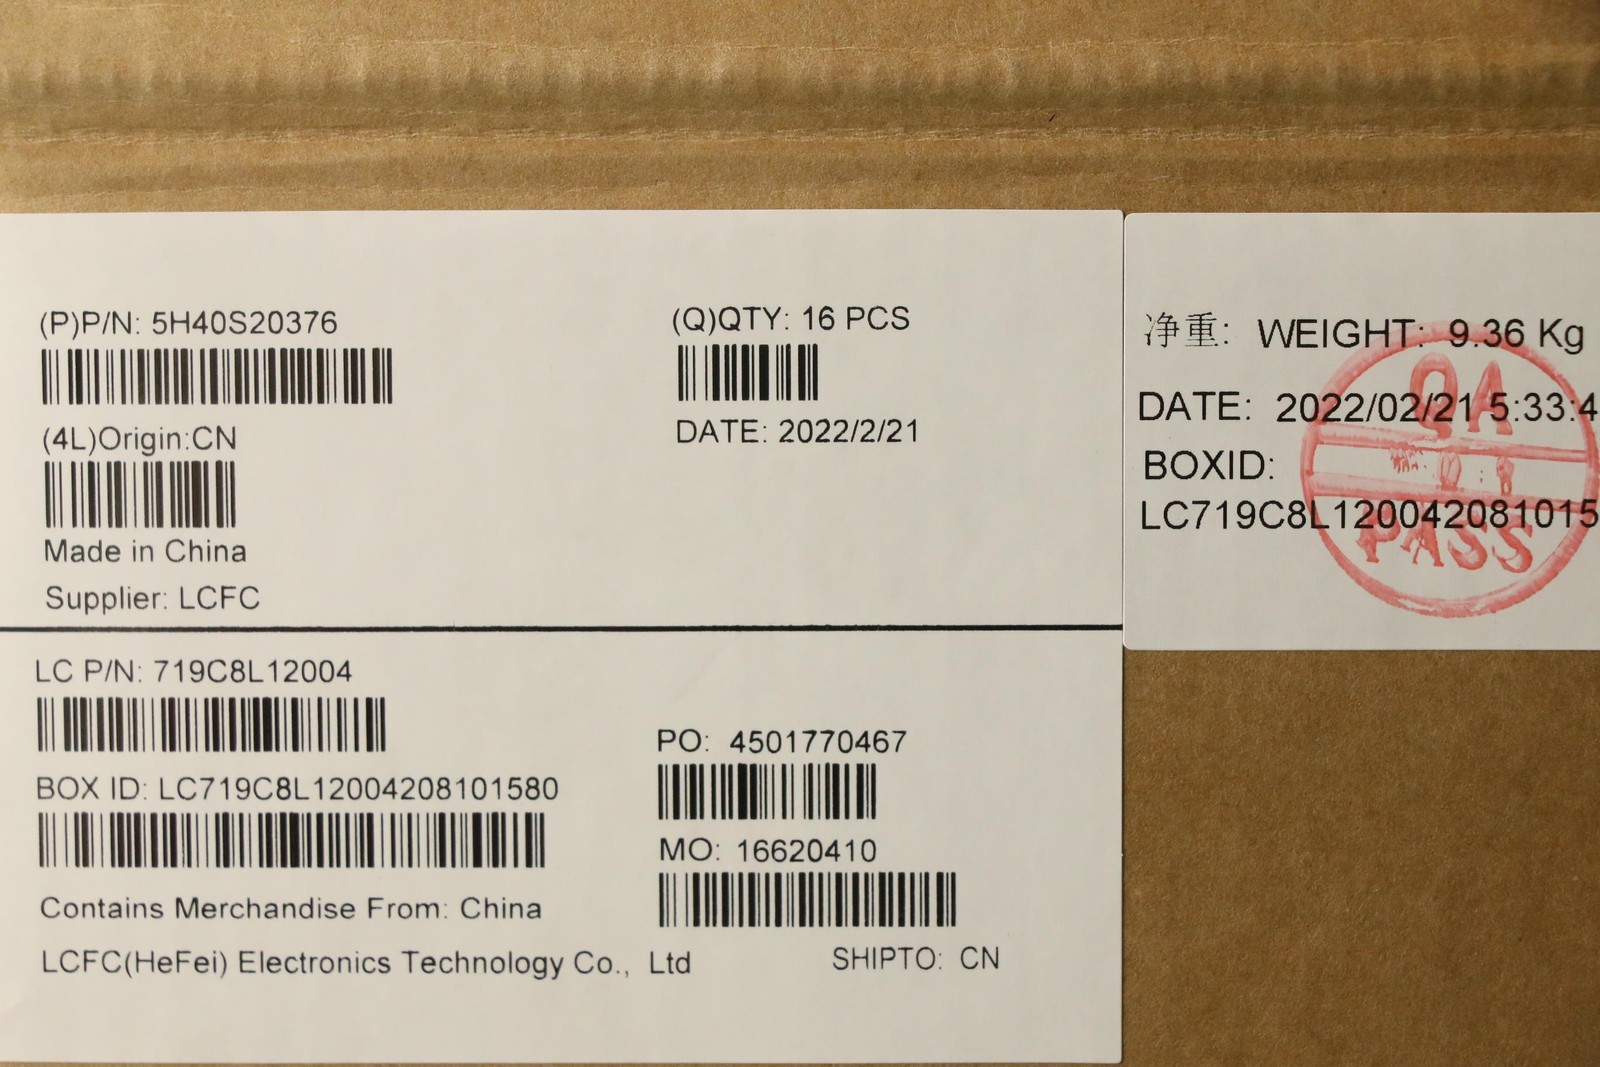 (P)P/N: 5H40S20376
(Q)QTY: 16 PCS
(4L)Origin:CN
DATE: 2022/2/21
Made in China
Supplier: LCFC
LC P/N: 719C8L12004
PO: 4501770467
BOX ID: LC719C8L12004208101580
MO: 16620410
Contains Merchandise From: China
LCFC(HeFei) Electronics Technology Co., Ltd
SHIPTO: CN
净重: WEIGHT: 9.36 Kg
DATE: 2022/02/21 5:33:4
BOXID:
LC719C8L120042081015
QA
PASS